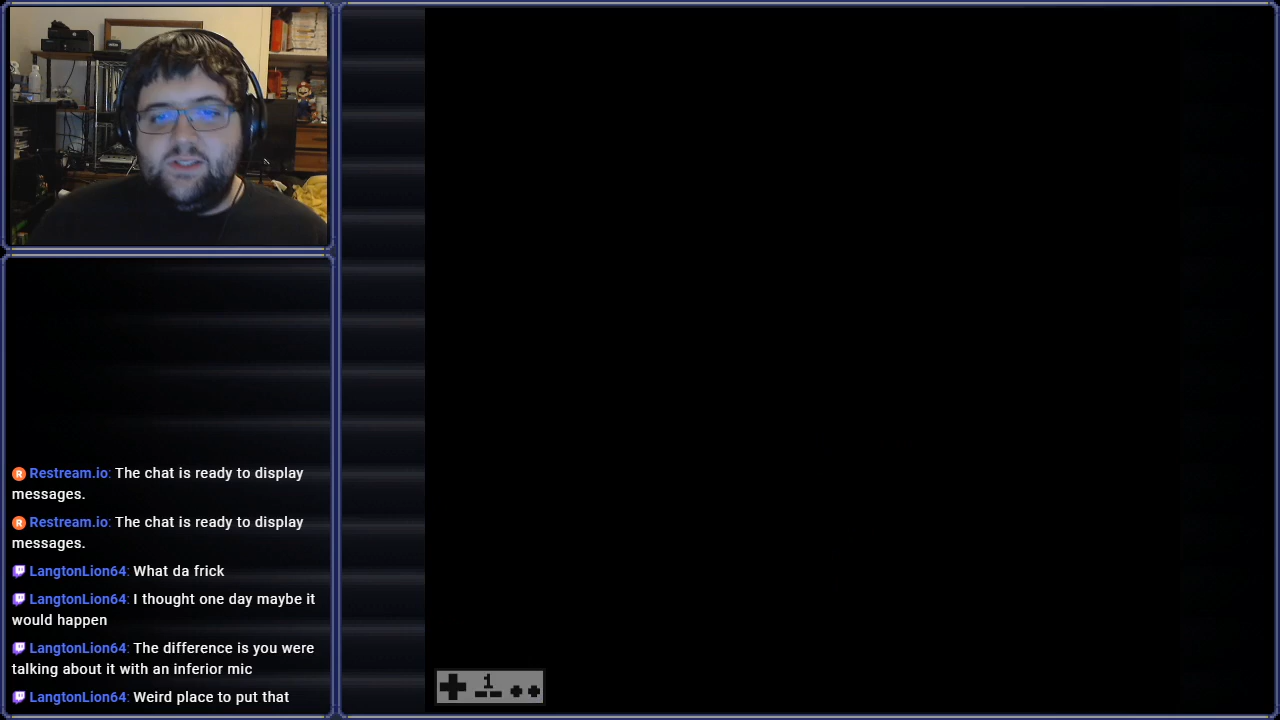 Restream.io: The chat is ready to display
messages.
Restream.io: The chat is ready to display
messages.
LangtonLion64: What da frick
LangtonLion64: I thought one day maybe it
would happen
LangtonLion64: The difference is you were
talking about it with an inferior mic
LangtonLion64: Weird place to put that
1